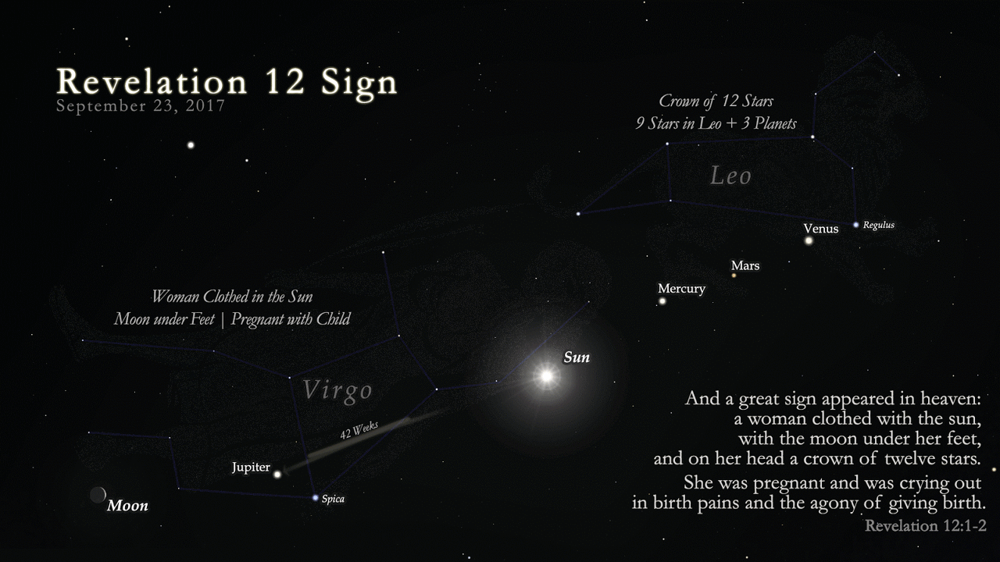 Revelation 12 Sign
September 23, 2017
Crown of 12 Stars
9 Stars in Leo + 3 Planets
Leo
Venus
Regulus
Mars
Mercury
Woman Clothed in the Sun
Moon under Feet | Pregnant with Child
Sun
Virgo
42 Weeks
Jupiter
Spica
Moon
And a great sign appeared in heaven:
a woman clothed with the sun,
with the moon under her feet,
and on her head a crown of twelve stars.
She was pregnant and was crying out
in birth pains and the agony of giving birth.
Revelation 12:1-2